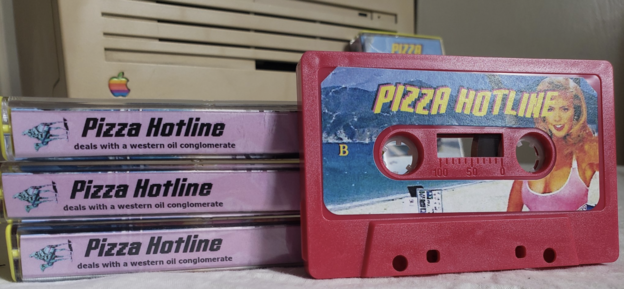 Pizza Hotline
deals with a western oil conglomerate
Pizza Hotline
deals with a western oil conglomerate
Pizza Hotline
deals with a western oil conglomerate
PIZZA
PIZZA HOTLINE
B
100 50 0